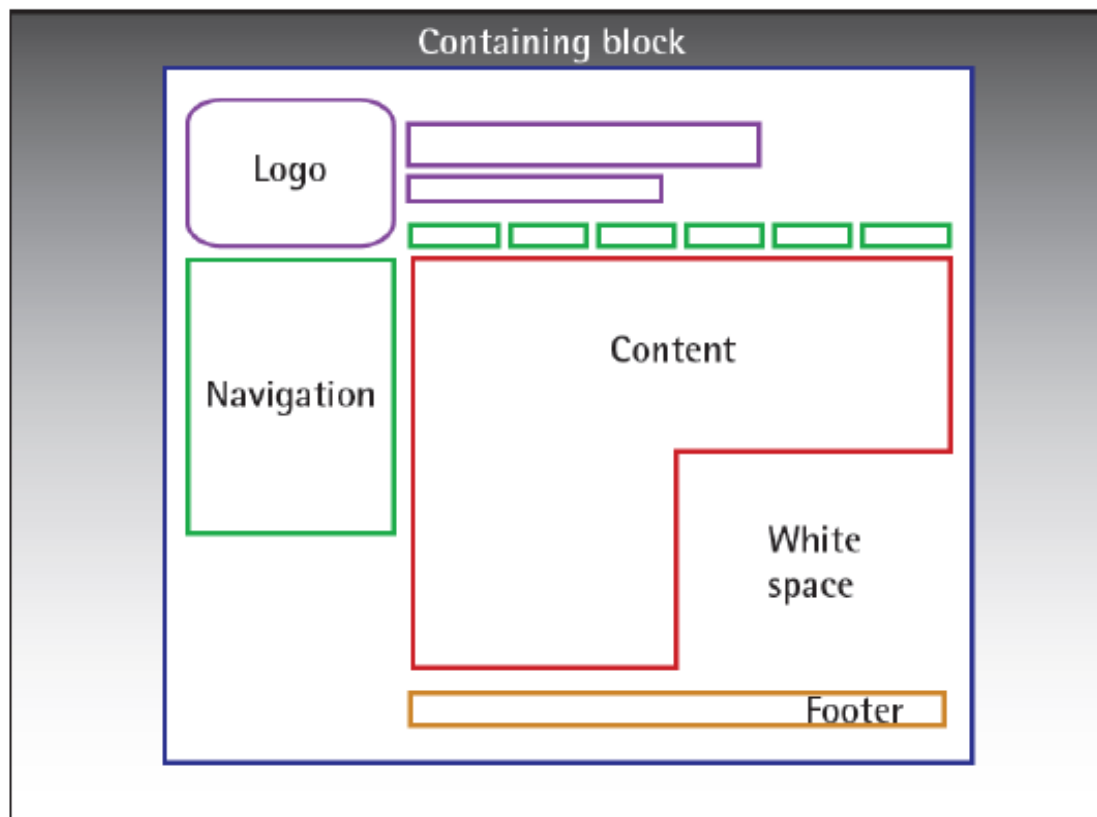 Containing block
Logo
Content
Navigation
White
space
Footer